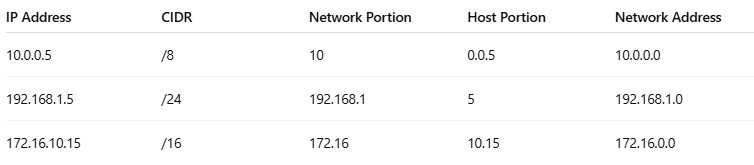 IP Address CIDR Network Portion Host Portion Network Address
10.0.0.5 /8 10 0.0.5 10.0.0.0
192.168.1.5 /24 192.168.1 5 192.168.1.0
172.16.10.15 /16 172.16 10.15 172.16.0.0